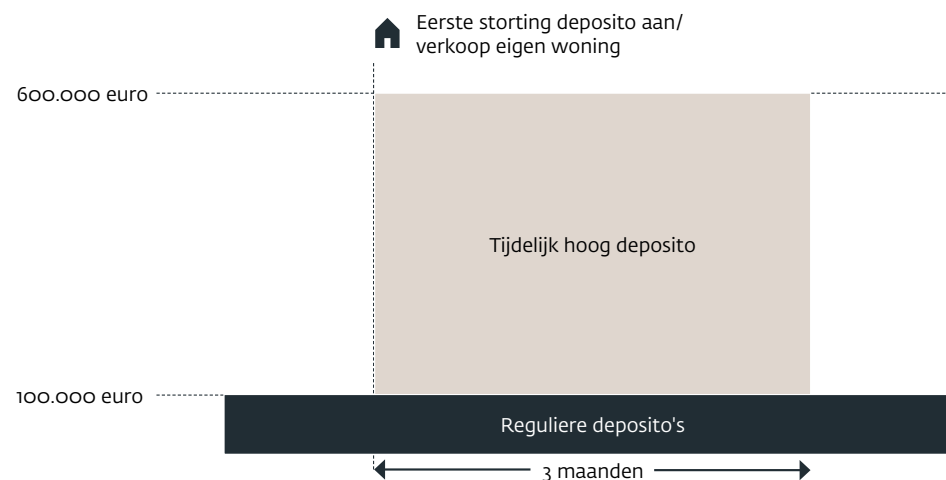 Eerste storting deposito aan/
verkoop eigen woning
600.000 euro
Tijdelijk hoog deposito
100.000 euro
Reguliere deposito's
3 maanden